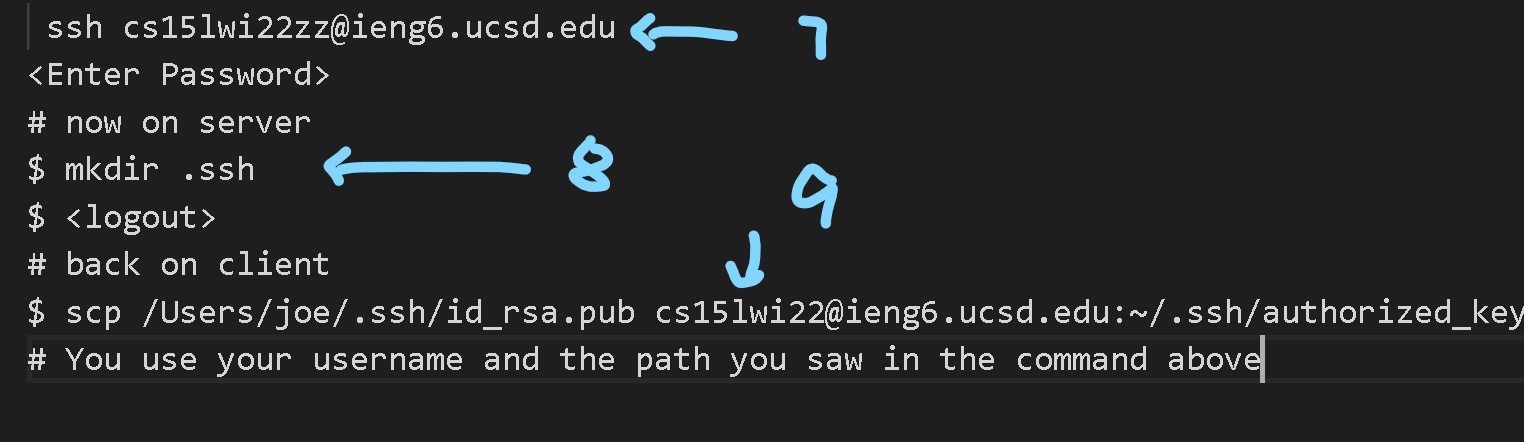 ssh cs15lwi22zz@ieng6.ucsd.edu 7
<Enter Password>
# now on server
$ mkdir .ssh 8
$ <logout> 9
# back on client
$ scp /Users/joe/.ssh/id_rsa.pub cs15lwi22@ieng6.ucsd.edu:~/.ssh/authorized_key
# You use your username and the path you saw in the command above